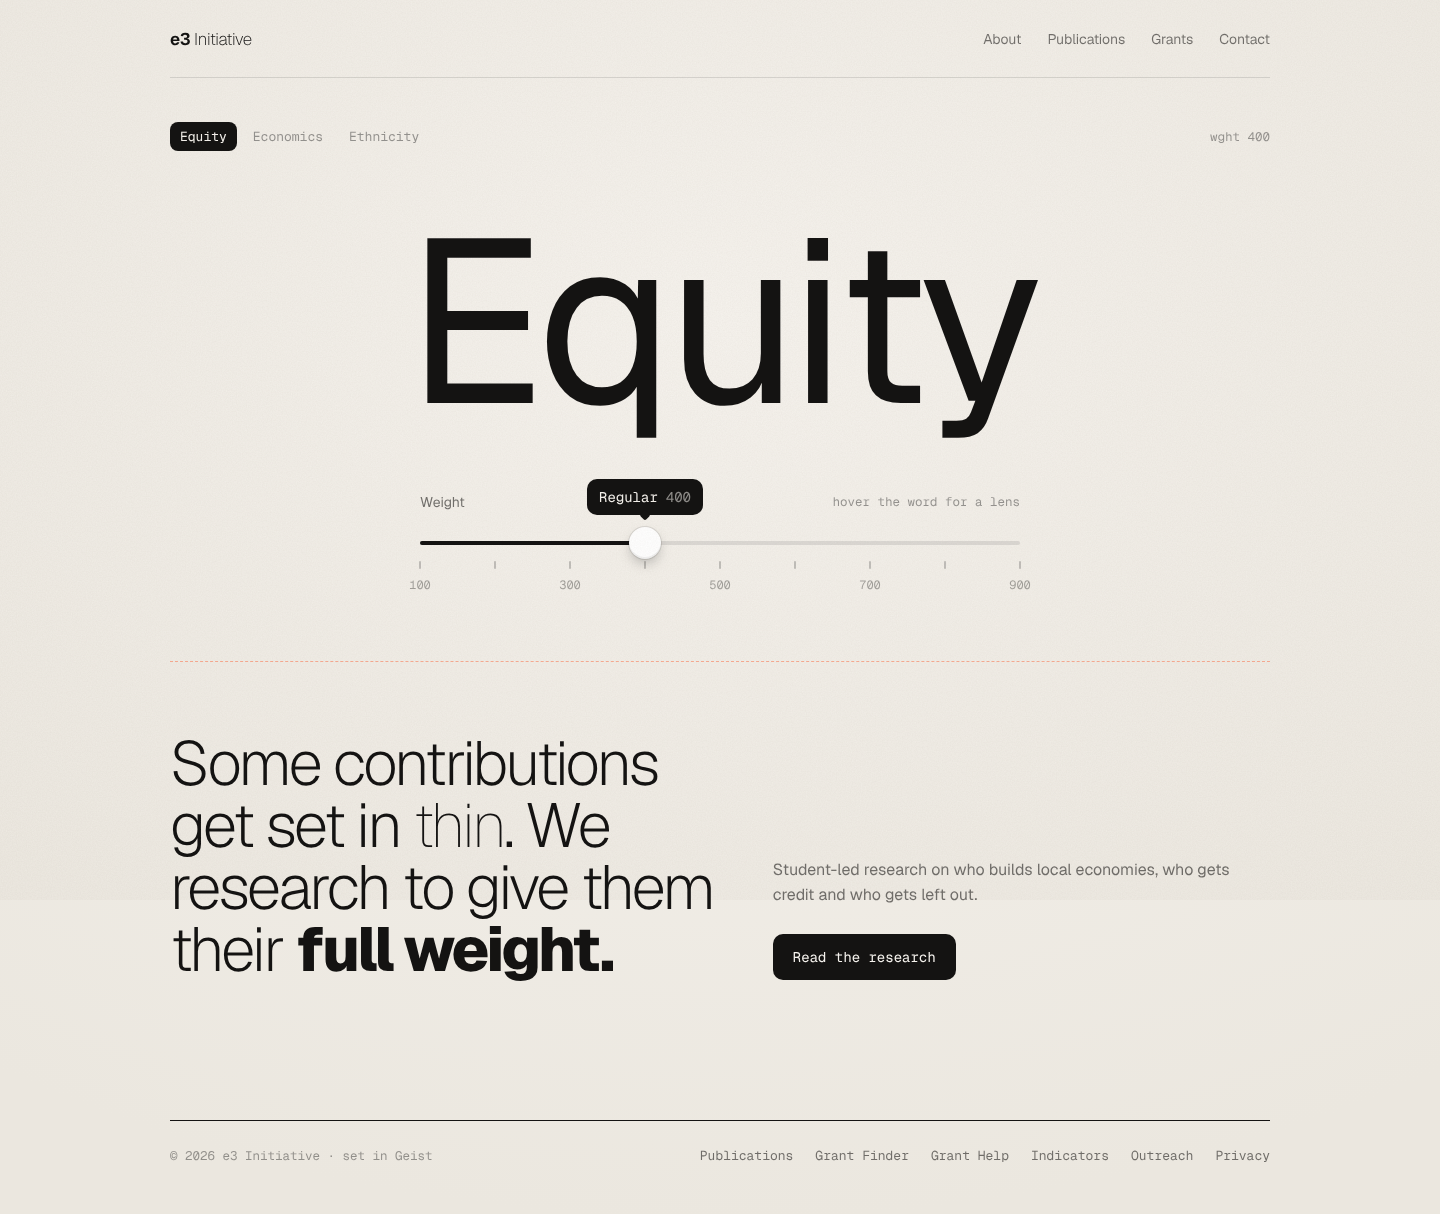 e3 Initiative
About Publications Grants Contact
Equity Economics Ethnicity
wght 400
Equity
Weight
Regular 400
hover the word for a lens
100 300 500 700 900
Some contributions
get set in thin. We
research to give them
their full weight.
Student-led research on who builds local economies, who gets
credit and who gets left out.
Read the research
© 2026 e3 Initiative · set in Geist
Publications Grant Finder Grant Help Indicators Outreach Privacy